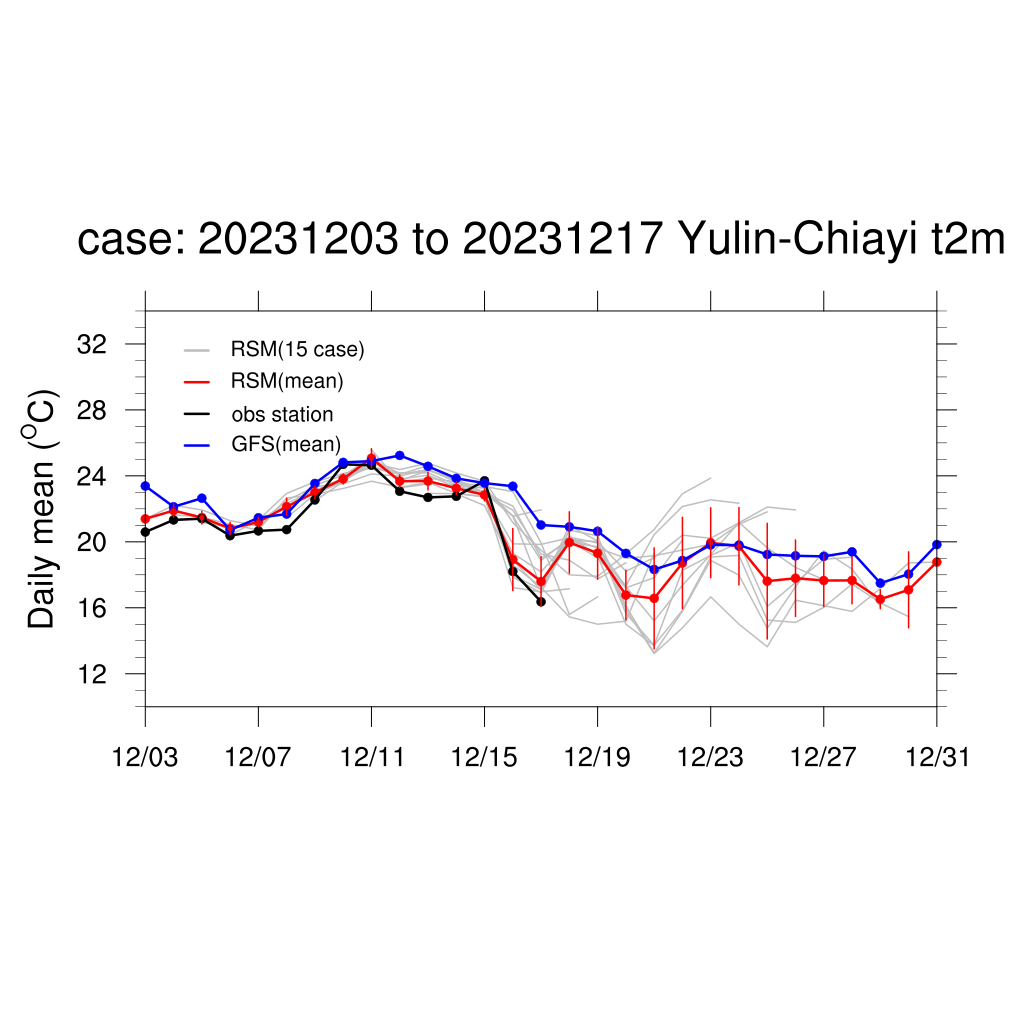 case: 20231203 to 20231217 Yulin-Chiayi t2m
RSM(15 case)
RSM(mean)
obs station
GFS(mean)
Daily mean (°C)
32
28
24
20
16
12
12/03 12/07 12/11 12/15 12/19 12/23 12/27 12/31